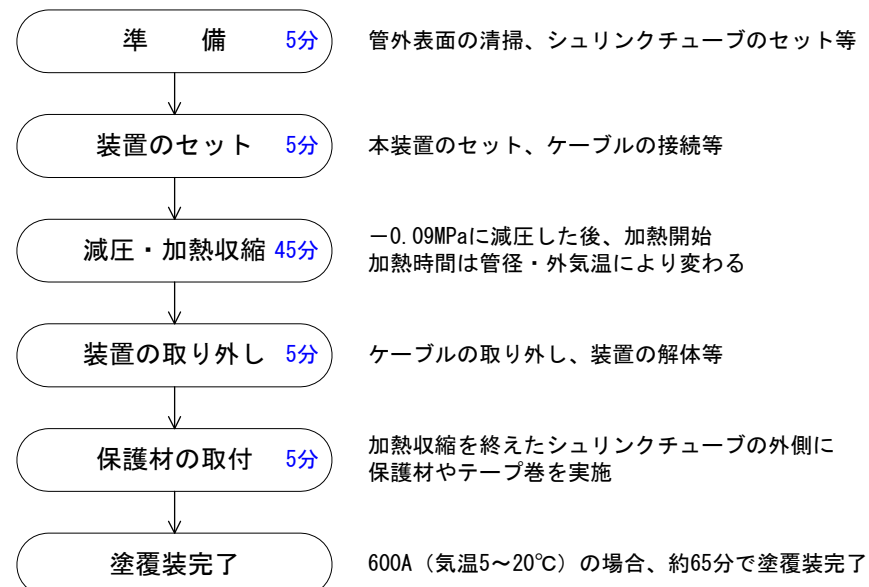 準　　備　5分　管外表面の清掃、シュリンクチューブのセット等
装置のセット　5分　本装置のセット、ケーブルの接続等
減圧・加熱収縮 45分　－0.09MPaに減圧した後、加熱開始
加熱時間は管径・外気温により変わる
装置の取り外し　5分　ケーブルの取り外し、装置の解体等
保護材の取付　5分　加熱収縮を終えたシュリンクチューブの外側に
保護材やテープ巻を実施
塗覆装完了　600A（気温5～20℃）の場合、約65分で塗覆装完了